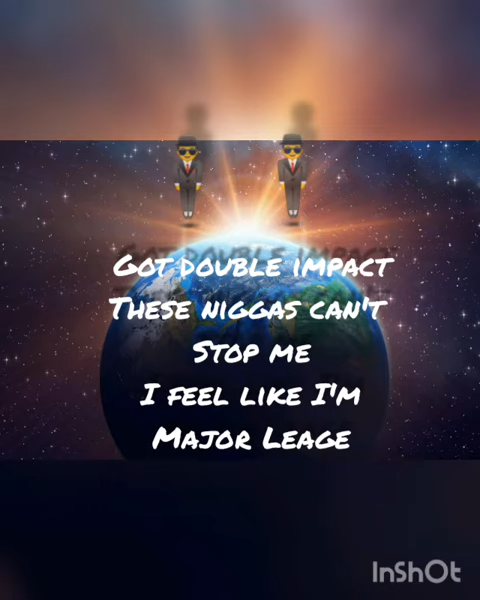 Got double impact
These niggas can't
Stop me
I feel like I'm
Major Leage
InShOt